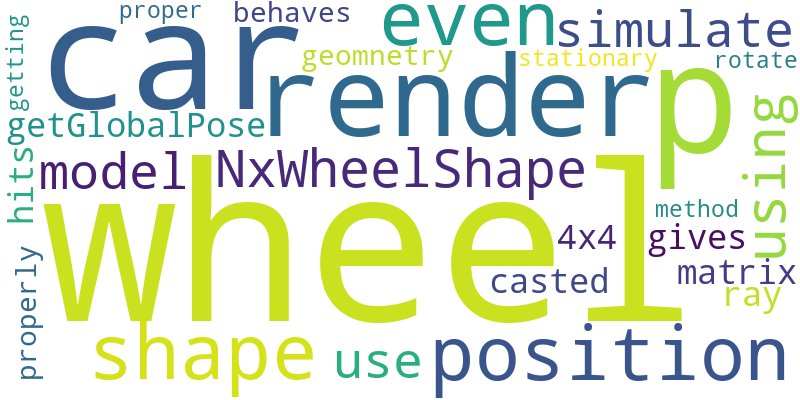 proper
behaves
even
simulate
car
geomnetry
stationary
rotate
getting
render
p
getGlobalPose
model
NxWheelShape
hits
using
wheel
method
4x4
gives
casted
matrix
ray
properly
shape
use
position